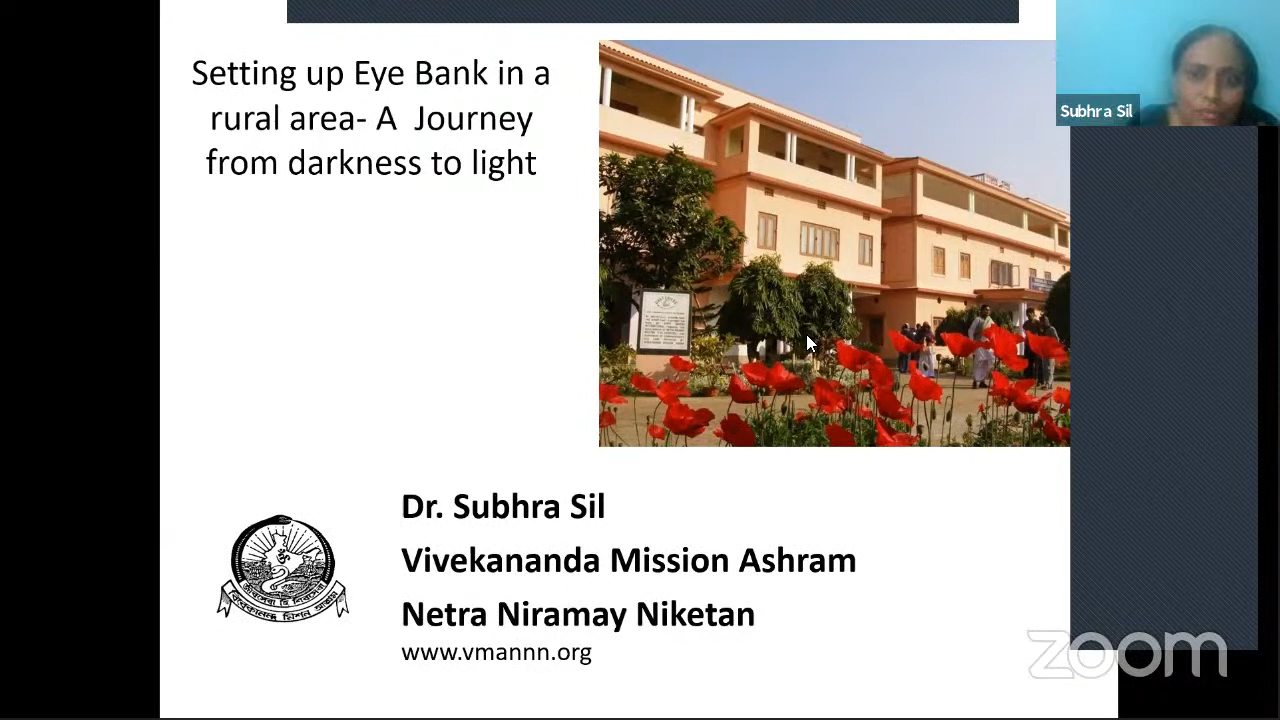 Setting up Eye Bank in a
rural area- A Journey
from darkness to light
Subhra Sil
Dr. Subhra Sil
Vivekananda Mission Ashram
Netra Niramay Niketan
www.vmannn.org
zoom